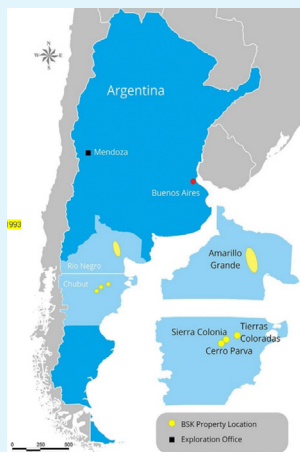 Argentina
Mendoza
Buenos Aires
1993
Rio Negro
Chubut
Amarillo
Grande
Tierras
Coloradas
Sierra Colonia
Cerro Parva
BSK Property Location
Exploration Office
0 250 500